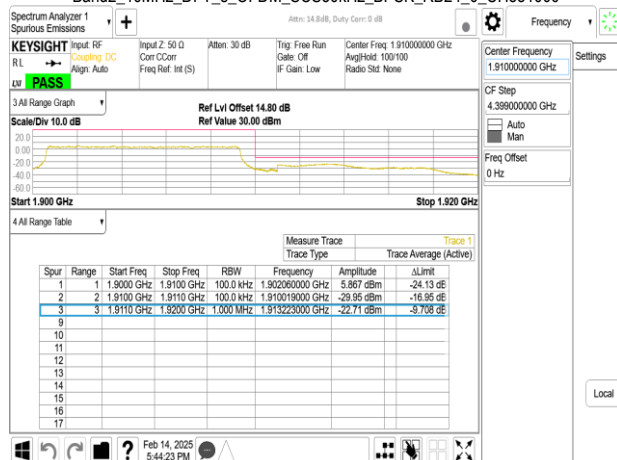 Spectrum Analyzer 1
Spurious Emissions
Attn: 14.8dB, Duty Corr: 0 dB
Frequency
KEYSIGHT
Input: RF
Coupling: DC
Align: Auto
Input Z: 50 Ω
Corr CCorr
Freq Ref: Int (S)
Atten: 30 dB
Trig: Free Run
Gate: Off
IF Gain: Low
Center Freq: 1.910000000 GHz
Avg|Hold: 100/100
Radio Std: None
RL
LXI
PASS
Center Frequency
1.910000000 GHz
Settings
CF Step
4.399000000 GHz
Auto
Man
Freq Offset
0 Hz
Local
3 All Range Graph
Scale/Div 10.0 dB
Ref Lvl Offset 14.80 dB
Ref Value 30.00 dBm
20.0
0.00
-20.0
-40.0
-60.0
Start 1.900 GHz
Stop 1.920 GHz
4 All Range Table
Measure Trace Trace 1
Trace Type Trace Average (Active)
Spur Range Start Freq Stop Freq RBW Frequency Amplitude ΔLimit
1 1 1.9000 GHz 1.9100 GHz 100.0 kHz 1.902060000 GHz 5.867 dBm -24.13 dB
2 2 1.9100 GHz 1.9110 GHz 100.0 kHz 1.910019000 GHz -29.95 dBm -16.95 dB
3 3 1.9110 GHz 1.9200 GHz 1.000 MHz 1.913223000 GHz -22.71 dBm -9.708 dB
9
10
11
12
13
14
15
16
17
?
Feb 14, 2025
5:44:23 PM